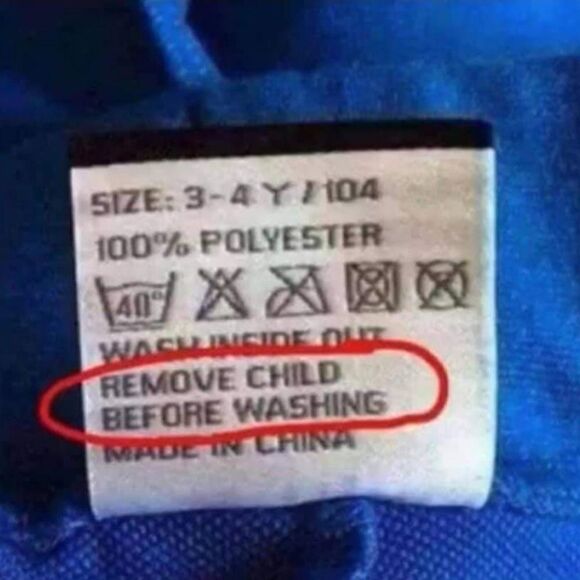 SIZE: 3-4 Y / 104
100% POLYESTER
40°
WASH INSIDE OUT
REMOVE CHILD
BEFORE WASHING
MADE IN CHINA